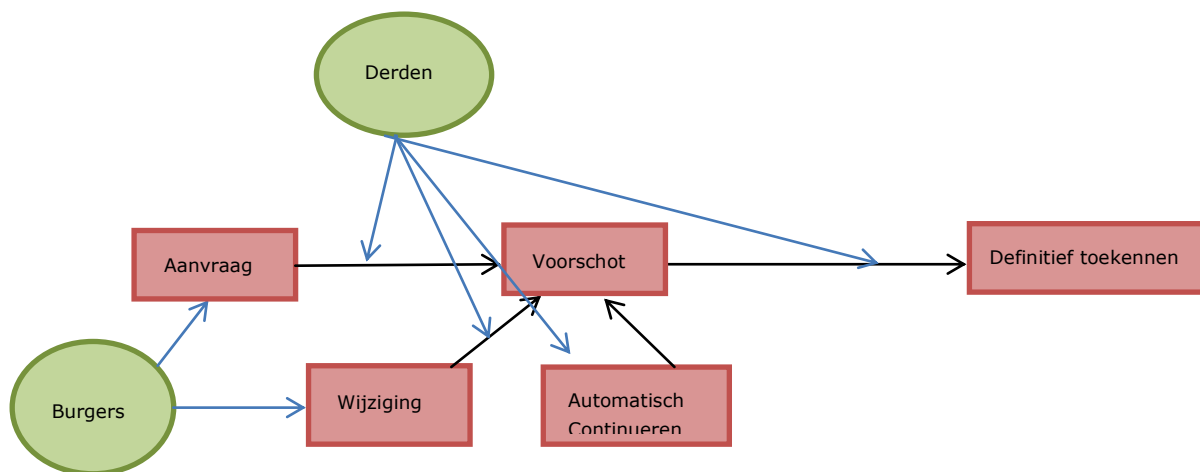 Derden
Aanvraag
Voorschot
Definitief toekennen
Burgers
Wijziging
Automatisch
Continueren